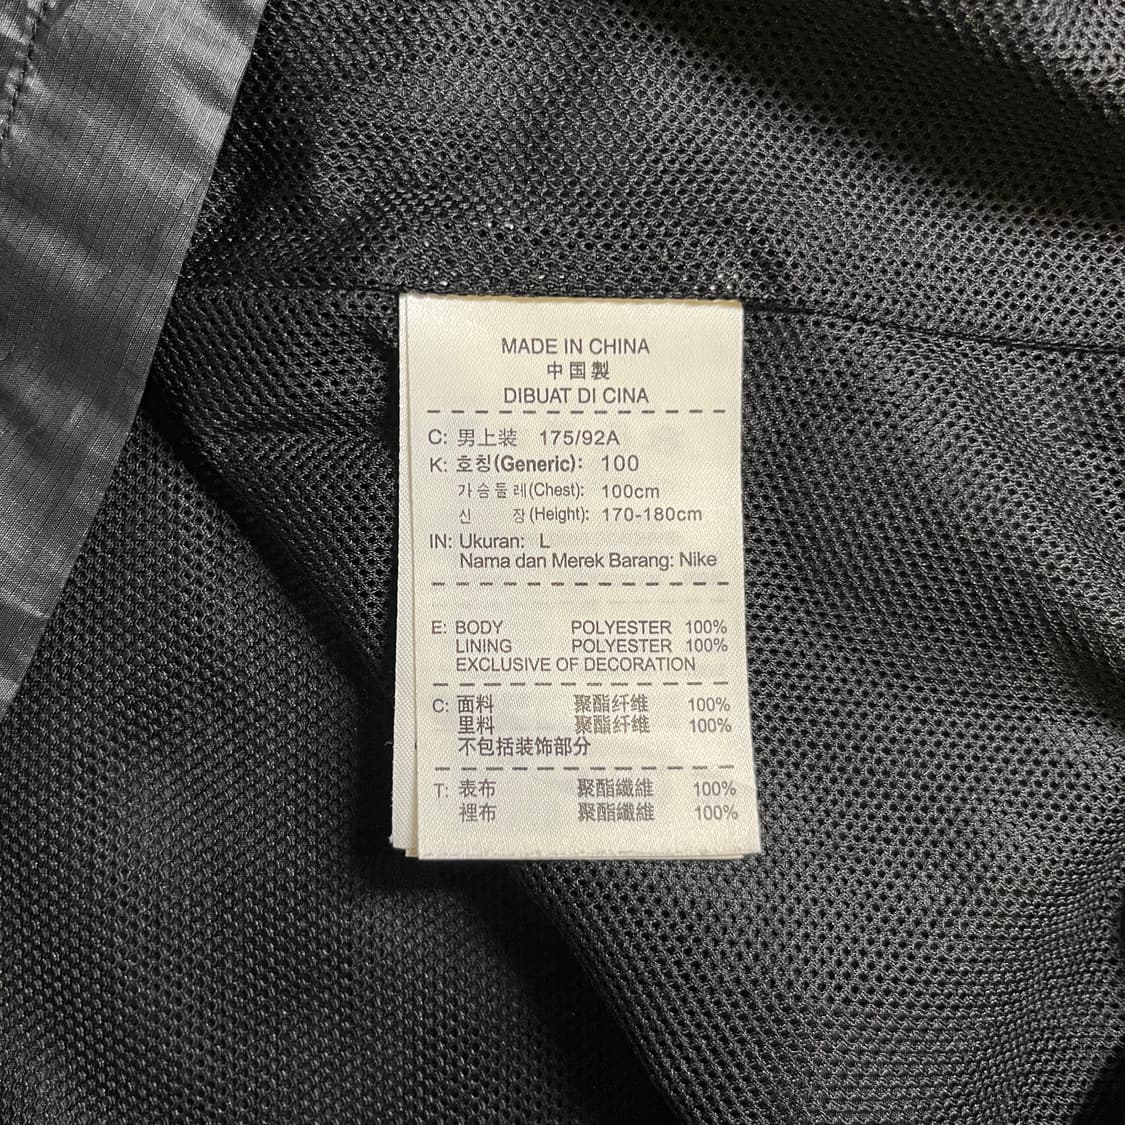 MADE IN CHINA
中国製
DIBUAT DI CINA
C: 男上装 175/92A
K: 호칭(Generic): 100
가슴둘레(Chest): 100cm
신 장(Height): 170-180cm
IN: Ukuran: L
Nama dan Merek Barang: Nike
E: BODY POLYESTER 100%
LINING POLYESTER 100%
EXCLUSIVE OF DECORATION
C: 面料 聚酯纤维 100%
里料 聚酯纤维 100%
不包括装饰部分
T: 表布 聚酯纖維 100%
裡布 聚酯纖維 100%